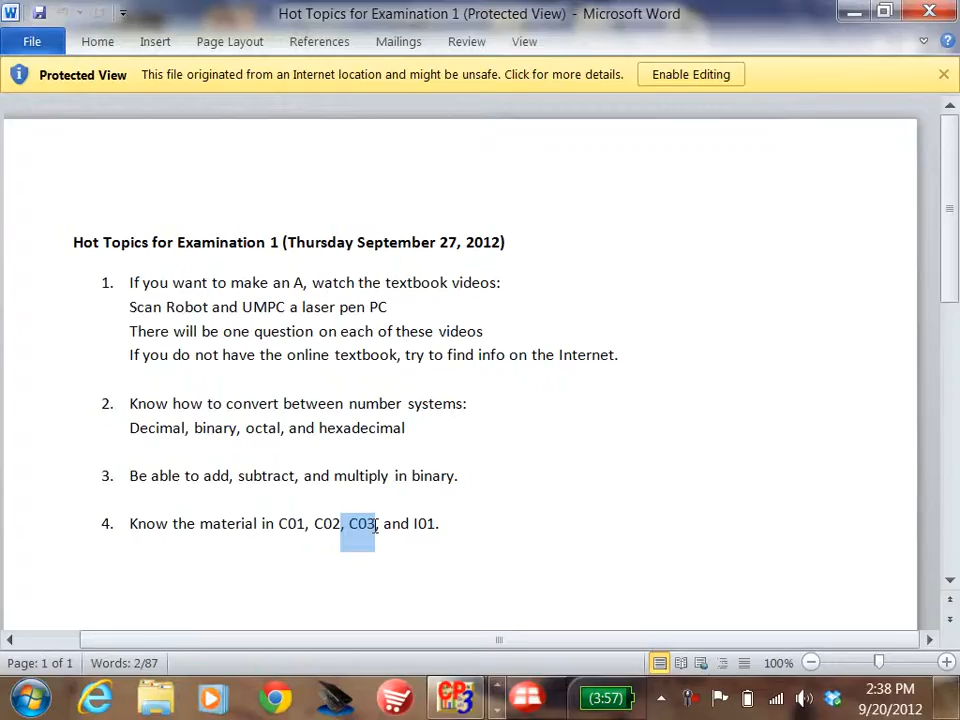 Hot Topics for Examination 1 (Protected View) - Microsoft Word
File Home Insert Page Layout References Mailings Review View
Protected View This file originated from an Internet location and might be unsafe. Click for more details. Enable Editing
Hot Topics for Examination 1 (Thursday September 27, 2012)
1. If you want to make an A, watch the textbook videos:
Scan Robot and UMPC a laser pen PC
There will be one question on each of these videos
If you do not have the online textbook, try to find info on the Internet.
2. Know how to convert between number systems:
Decimal, binary, octal, and hexadecimal
3. Be able to add, subtract, and multiply in binary.
4. Know the material in C01, C02, C03, and I01.
Page: 1 of 1 Words: 2/87 100%
(3:57) 2:38 PM
9/20/2012